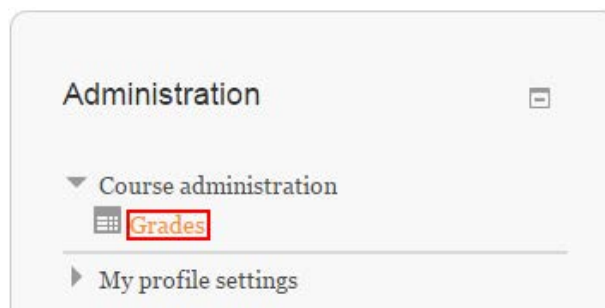 Administration
Course administration
Grades
My profile settings